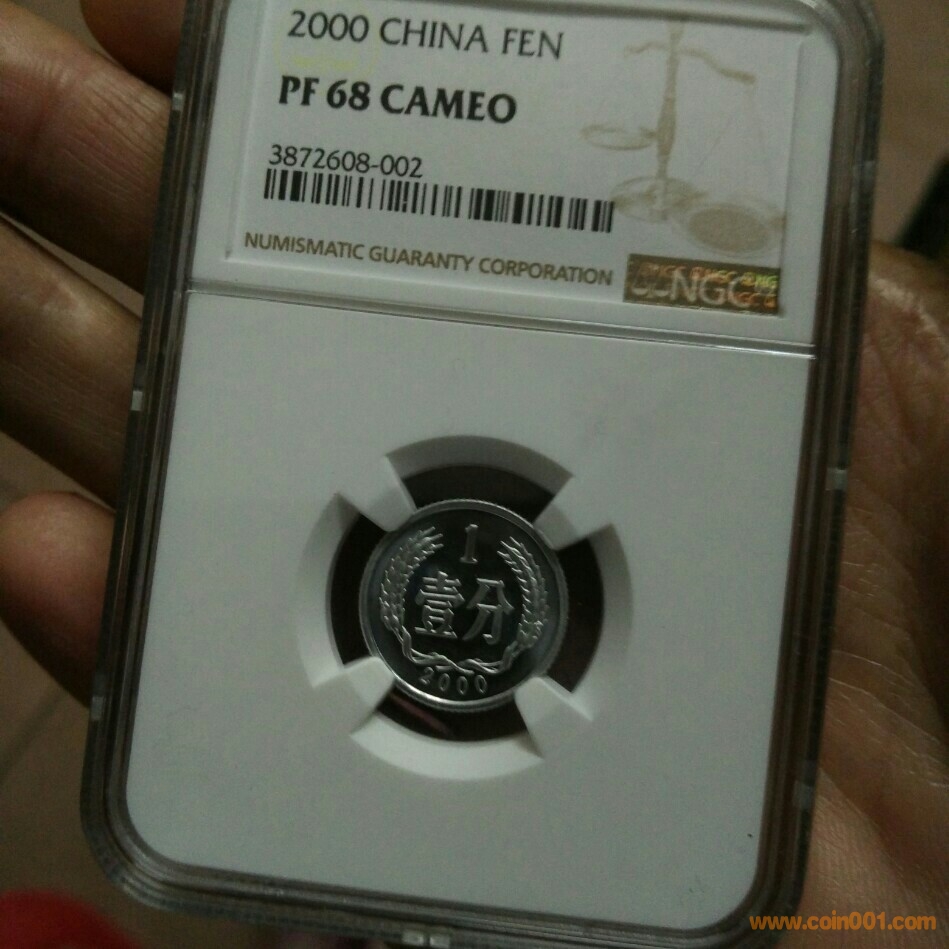 2000 CHINA FEN
PF 68 CAMEO
3872608-002
NUMISMATIC GUARANTY CORPORATION
NGC
1
壹分
2000
www.coin001.com